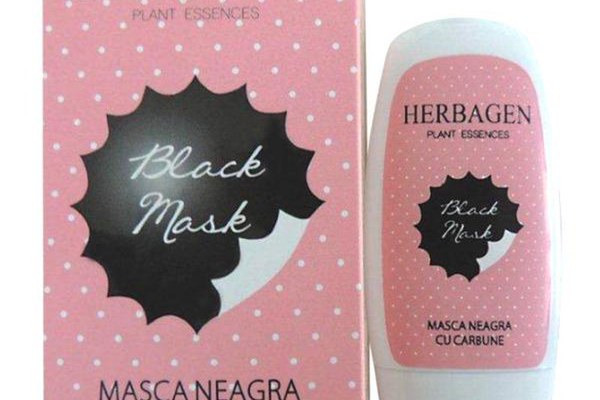 PLANT ESSENCES
Black
Mask
MASCA NEAGRA
HERBAGEN
PLANT ESSENCES
Black
Mask
MASCA NEAGRA
CU CARBUNE